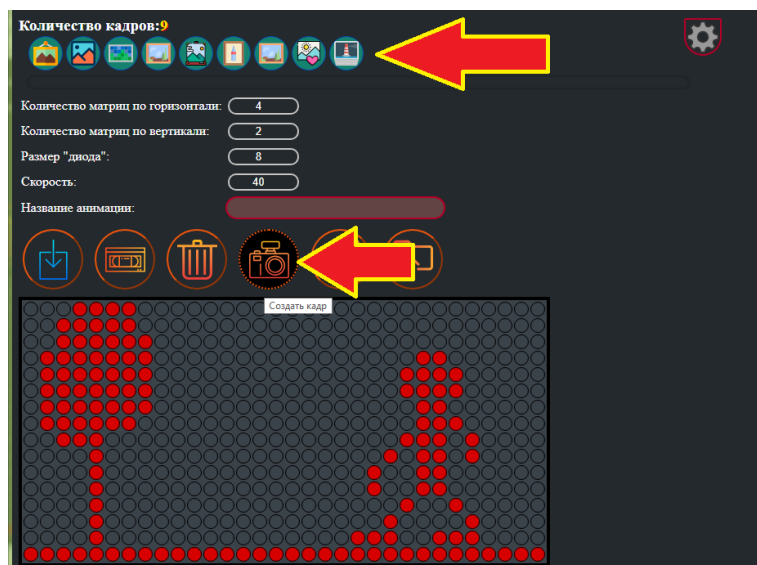 Количество кадров:9
Количество матриц по горизонтали: 4
Количество матриц по вертикали: 2
Размер "диода": 8
Скорость: 40
Название анимации:
Создать кадр